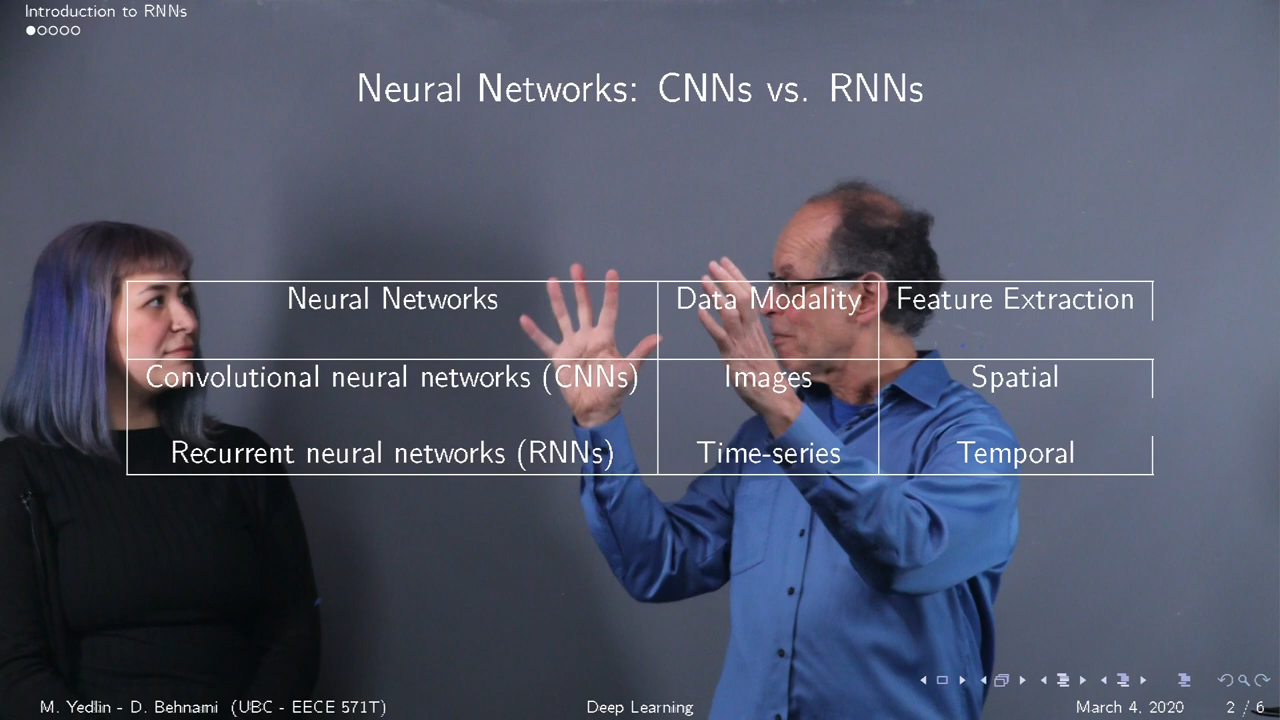 Introduction to RNNs
Neural Networks: CNNs vs. RNNs
Neural Networks Data Modality Feature Extraction
Convolutional neural networks (CNNs) Images Spatial
Recurrent neural networks (RNNs) Time-series Temporal
M. Yedlin - D. Behnami (UBC - EECE 571T) Deep Learning March 4, 2020 2 / 6